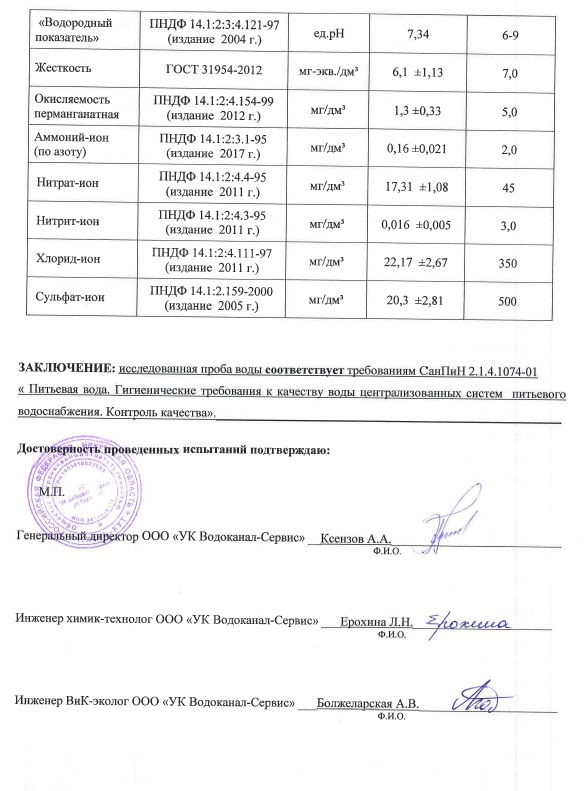 «Водородный показатель» ПНДФ 14.1:2:3:4.121-97 (издание 2004 г.) ед.рН 7,34 6-9
Жесткость ГОСТ 31954-2012 мг-экв./дм³ 6,1 ±1,13 7,0
Окисляемость перманганатная ПНДФ 14.1:2:4.154-99 (издание 2012 г.) мг/дм³ 1,3 ±0,33 5,0
Аммоний-ион (по азоту) ПНДФ 14.1:2:3.1-95 (издание 2017 г.) мг/дм³ 0,16 ±0,021 2,0
Нитрат-ион ПНДФ 14.1:2:4.4-95 (издание 2011 г.) мг/дм³ 17,31 ±1,08 45
Нитрит-ион ПНДФ 14.1:2:4.3-95 (издание 2011 г.) мг/дм³ 0,016 ±0,005 3,0
Хлорид-ион ПНДФ 14.1:2:4.111-97 (издание 2011 г.) мг/дм³ 22,17 ±2,67 350
Сульфат-ион ПНДФ 14.1:2.159-2000 (издание 2005 г.) мг/дм³ 20,3 ±2,81 500
ЗАКЛЮЧЕНИЕ: исследованная проба воды соответствует требованиям СанПиН 2.1.4.1074-01
« Питьевая вода. Гигиенические требования к качеству воды централизованных систем питьевого
водоснабжения. Контроль качества».
Достоверность проведенных испытаний подтверждаю:
М.П.
Генеральный директор ООО «УК Водоканал-Сервис» Ксензов А.А.
Ф.И.О.
Инженер химик-технолог ООО «УК Водоканал-Сервис» Ерохина Л.Н. Ерохина
Ф.И.О.
Инженер ВиК-эколог ООО «УК Водоканал-Сервис» Болжеларская А.В.
Ф.И.О.